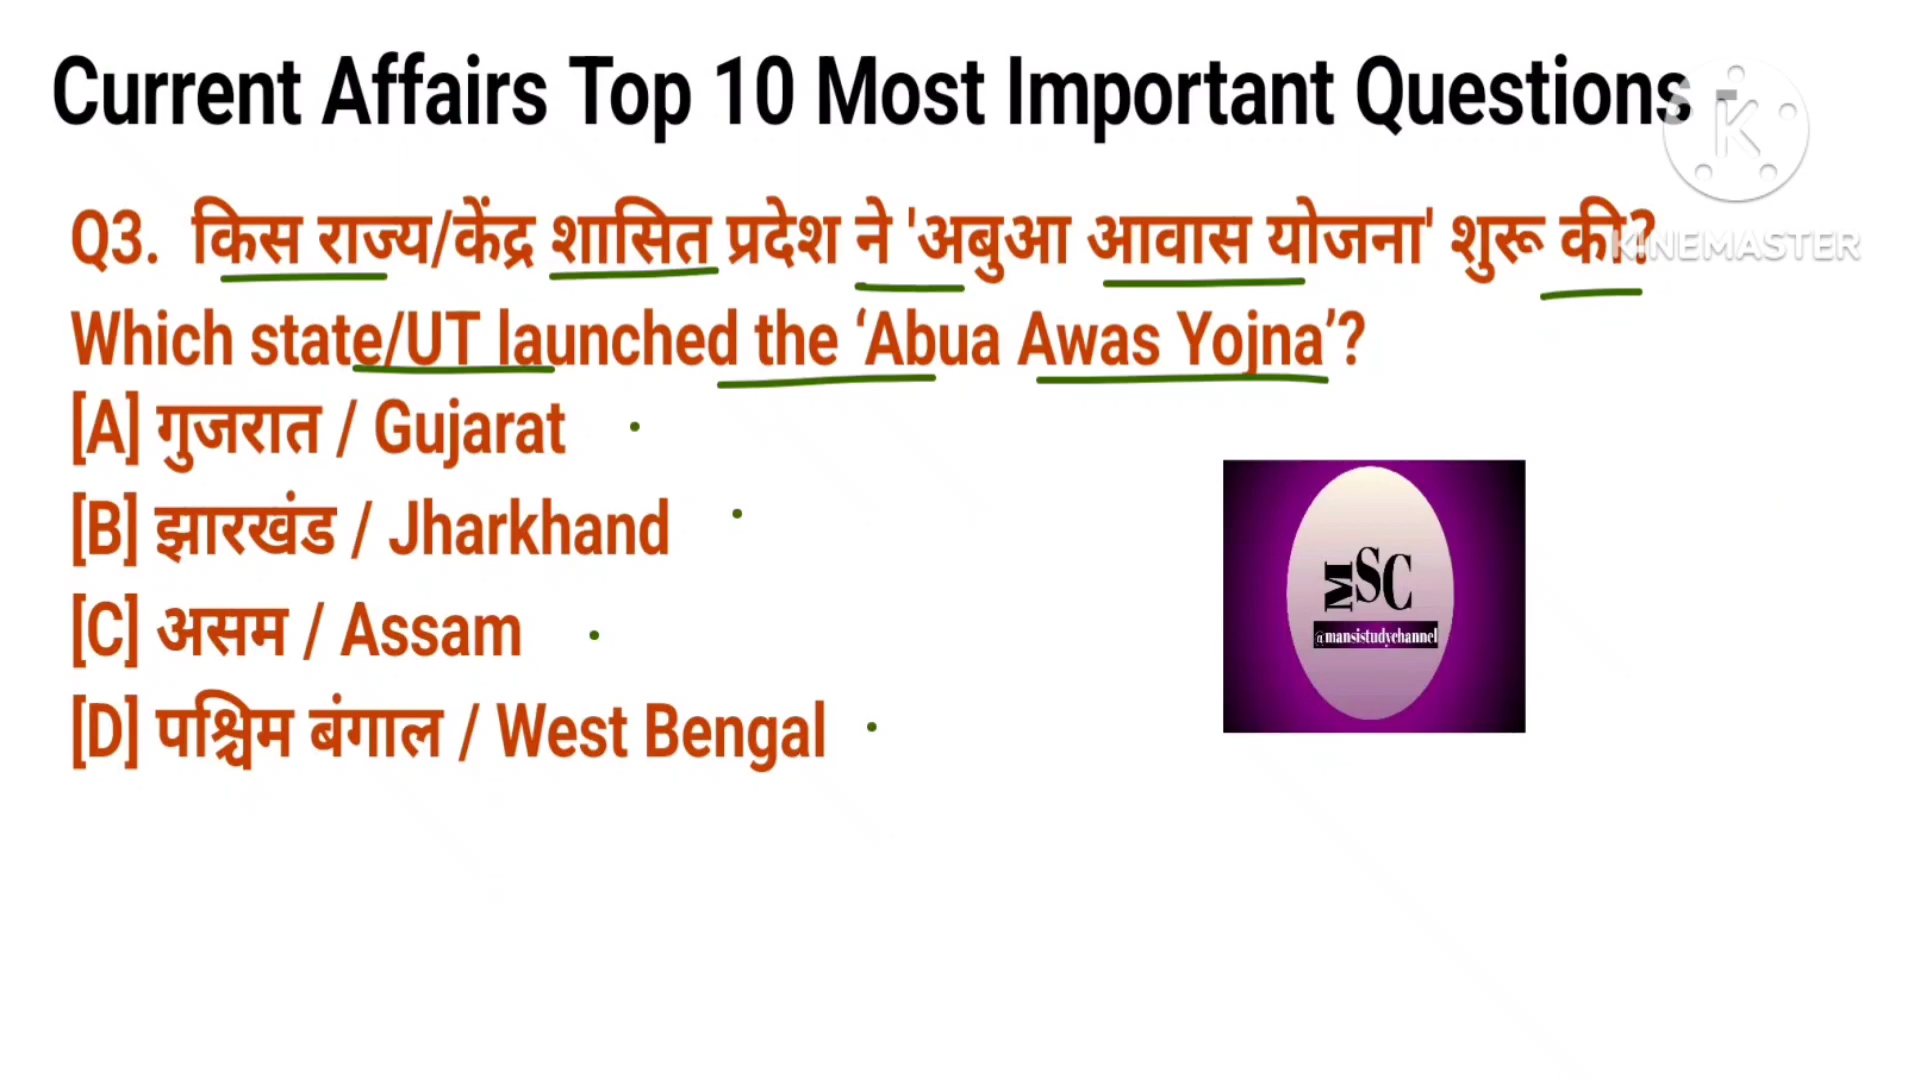 Current Affairs Top 10 Most Important Questions -
Q3. किस राज्य/केंद्र शासित प्रदेश ने 'अबुआ आवास योजना' शुरू की?
KINEMASTER
Which state/UT launched the ‘Abua Awas Yojna’?
[A] गुजरात / Gujarat
[B] झारखंड / Jharkhand
[C] असम / Assam
[D] पश्चिम बंगाल / West Bengal
MSC
@mansistudychannel